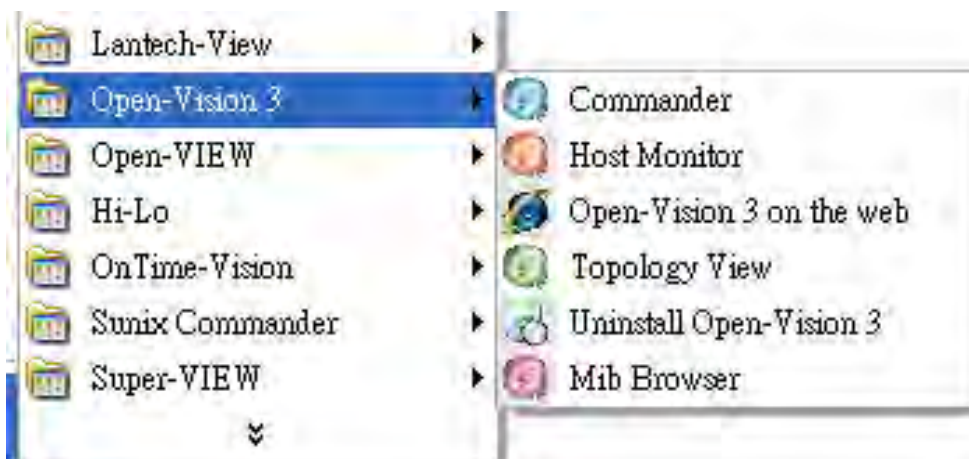 Lantech-View
Open-Vision 3
Open-VIEW
Hi-Lo
OnTime-Vision
Sunix Commander
Super-VIEW
Commander
Host Monitor
Open-Vision 3 on the web
Topology View
Uninstall Open-Vision 3
Mib Browser